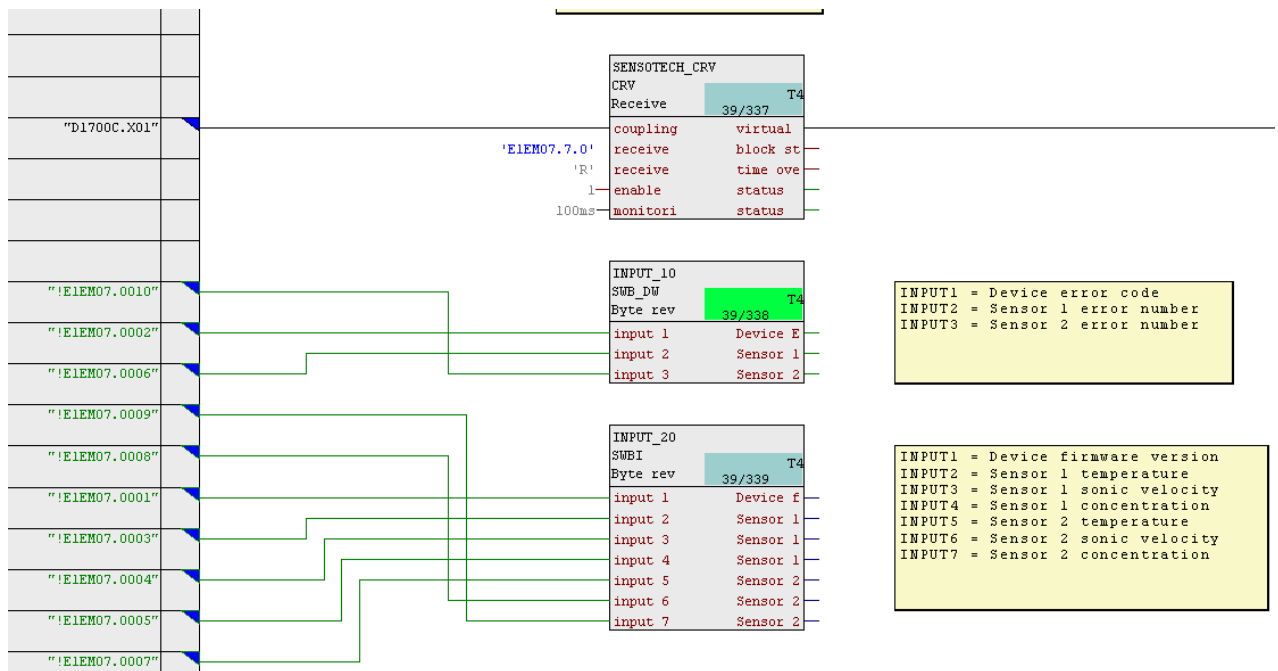 SENSOTECH_CRV
CRV
Receive
T4
39/337
"D1700C.X01"
coupling virtual
'E1EM07.7.0' receive block st
'R' receive time ove
1 enable status
100ms monitori status
INPUT_10
SWB_DW
Byte rev
T4
39/338
"!E1EM07.0010"
"!E1EM07.0002"
"!E1EM07.0006"
input 1 Device E
input 2 Sensor 1
input 3 Sensor 2
INPUT1 = Device error code
INPUT2 = Sensor 1 error number
INPUT3 = Sensor 2 error number
"!E1EM07.0009"
"!E1EM07.0008"
"!E1EM07.0001"
"!E1EM07.0003"
"!E1EM07.0004"
"!E1EM07.0005"
"!E1EM07.0007"
INPUT_20
SWBI
Byte rev
T4
39/339
input 1 Device f
input 2 Sensor 1
input 3 Sensor 1
input 4 Sensor 1
input 5 Sensor 2
input 6 Sensor 2
input 7 Sensor 2
INPUT1 = Device firmware version
INPUT2 = Sensor 1 temperature
INPUT3 = Sensor 1 sonic velocity
INPUT4 = Sensor 1 concentration
INPUT5 = Sensor 2 temperature
INPUT6 = Sensor 2 sonic velocity
INPUT7 = Sensor 2 concentration